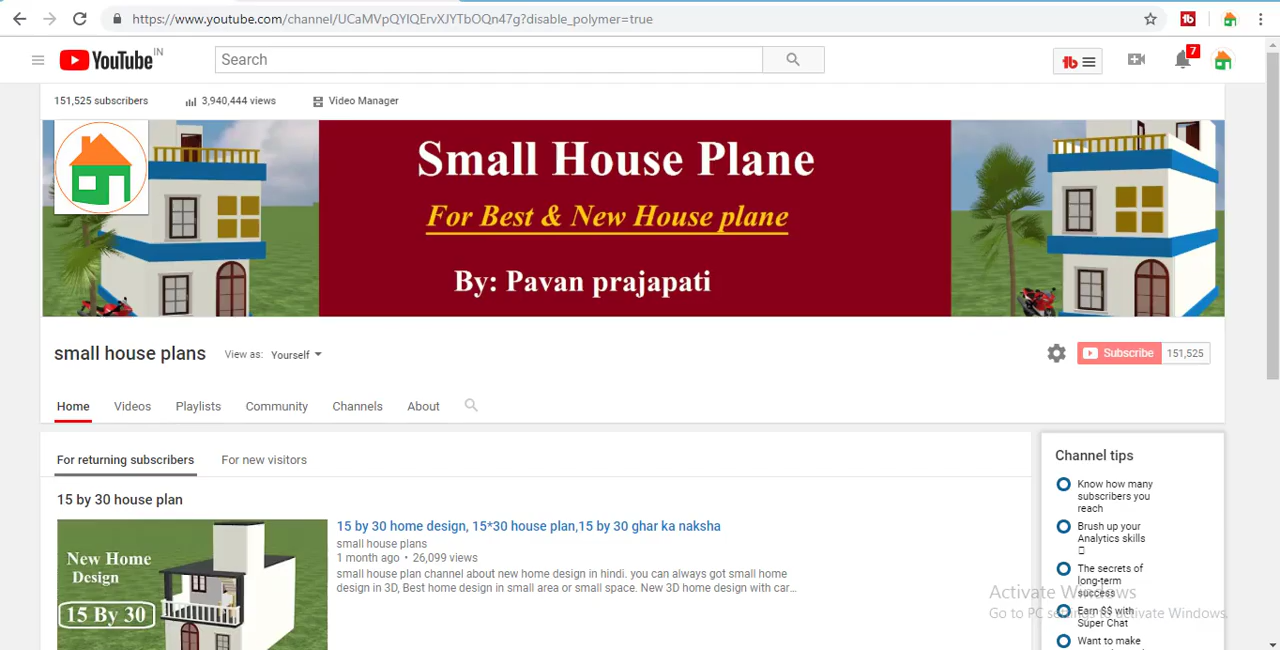 https://www.youtube.com/channel/UCaMVpQYlQErvXJYTbOQn47g?disable_polymer=true
YouTube IN
Search
7
151,525 subscribers
3,940,444 views
Video Manager
Small House Plane
For Best & New House plane
By: Pavan prajapati
small house plans
View as: Yourself
Subscribe 151,525
Home Videos Playlists Community Channels About
For returning subscribers For new visitors
15 by 30 house plan
New Home
Design
15 By 30
15 by 30 home design, 15*30 house plan,15 by 30 ghar ka naksha
small house plans
1 month ago • 26,099 views
small house plan channel about new home design in hindi. you can always got small home
design in 3D, Best home design in small area or small space. New 3D home design with car...
Channel tips
Know how many
subscribers you
reach
Brush up your
Analytics skills
The secrets of
long-term
success
Earn $$ with
Super Chat
Want to make
Activate Windows
Go to PC settings to activate Windows.